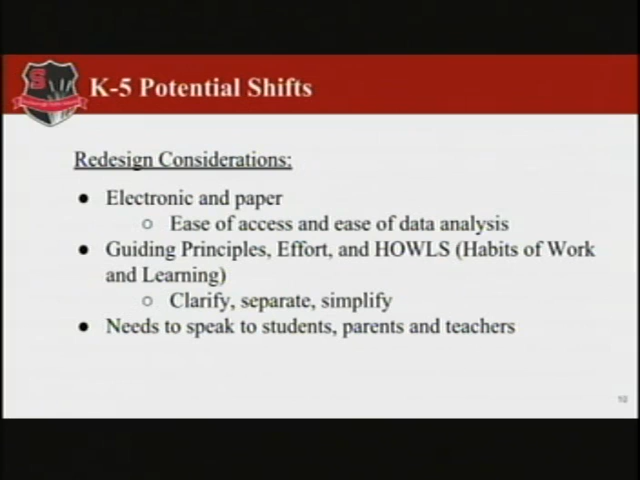 S
K-5 Potential Shifts
Redesign Considerations:
● Electronic and paper
○ Ease of access and ease of data analysis
● Guiding Principles, Effort, and HOWLS (Habits of Work
and Learning)
○ Clarify, separate, simplify
● Needs to speak to students, parents and teachers
10